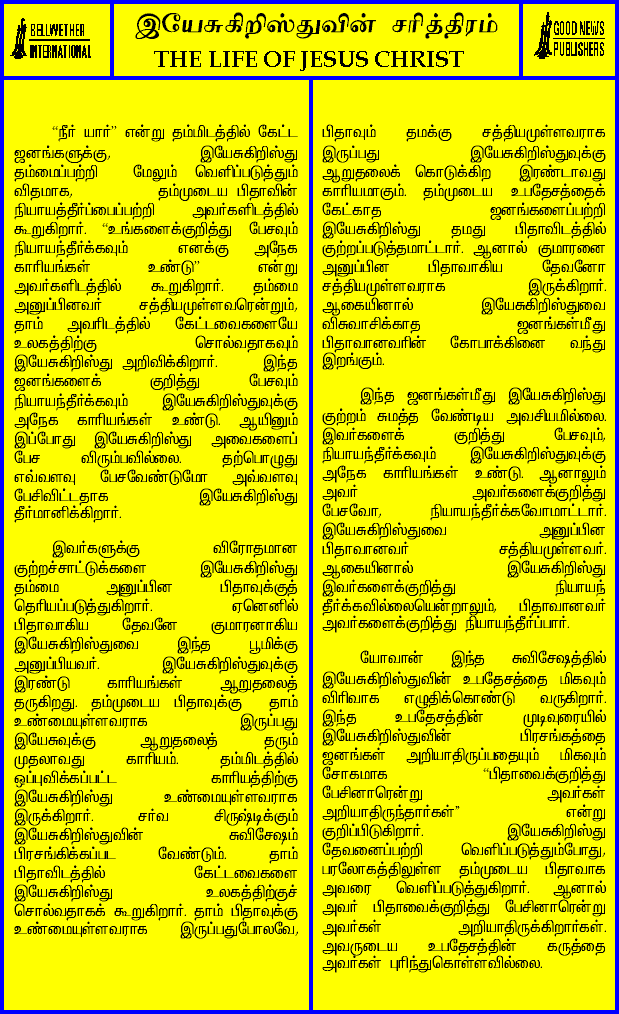 BELLWETHER
INTERNATIONAL
இயேசுகிறிஸ்துவின் சரித்திரம்
THE LIFE OF JESUS CHRIST
GOOD NEWS
PUBLISHERS
“நீர் யார்” என்று தம்மிடத்தில் கேட்ட
ஜனங்களுக்கு, இயேசுகிறிஸ்து
தம்மைப்பற்றி மேலும் வெளிப்படுத்தும்
விதமாக, தம்முடைய பிதாவின்
நியாயத்தீர்ப்பைப்பற்றி அவர்களிடத்தில்
கூறுகிறார். “உங்களைக்குறித்து பேசவும்
நியாயந்தீர்க்கவும் எனக்கு அநேக
காரியங்கள் உண்டு” என்று
அவர்களிடத்தில் கூறுகிறார். தம்மை
அனுப்பினவர் சத்தியமுள்ளவரென்றும்,
தாம் அவரிடத்தில் கேட்டவைகளையே
உலகத்திற்கு சொல்வதாகவும்
இயேசுகிறிஸ்து அறிவிக்கிறார். இந்த
ஜனங்களைக் குறித்து பேசவும்
நியாயந்தீர்க்கவும் இயேசுகிறிஸ்துவுக்கு
அநேக காரியங்கள் உண்டு. ஆயினும்
இப்போது இயேசுகிறிஸ்து அவைகளைப்
பேச விரும்பவில்லை. தற்பொழுது
எவ்வளவு பேசவேண்டுமோ அவ்வளவு
பேசிவிட்டதாக இயேசுகிறிஸ்து
தீர்மானிக்கிறார்.
இவர்களுக்கு விரோதமான
குற்றச்சாட்டுக்களை இயேசுகிறிஸ்து
தம்மை அனுப்பின பிதாவுக்குத்
தெரியப்படுத்துகிறார். ஏனெனில்
பிதாவாகிய தேவனே குமாரனாகிய
இயேசுகிறிஸ்துவை இந்த பூமிக்கு
அனுப்பியவர். இயேசுகிறிஸ்துவுக்கு
இரண்டு காரியங்கள் ஆறுதலைத்
தருகிறது. தம்முடைய பிதாவுக்கு தாம்
உண்மையுள்ளவராக இருப்பது
இயேசுவுக்கு ஆறுதலைத் தரும்
முதலாவது காரியம். தம்மிடத்தில்
ஒப்புவிக்கப்பட்ட காரியத்திற்கு
இயேசுகிறிஸ்து உண்மையுள்ளவராக
இருக்கிறார். சர்வ சிருஷ்டிக்கும்
இயேசுகிறிஸ்துவின் சுவிசேஷம்
பிரசங்கிக்கப்பட வேண்டும். தாம்
பிதாவிடத்தில் கேட்டவைகளை
இயேசுகிறிஸ்து உலகத்திற்குச்
சொல்வதாகக் கூறுகிறார். தாம் பிதாவுக்கு
உண்மையுள்ளவராக இருப்பதுபோலவே,
பிதாவும் தமக்கு சத்தியமுள்ளவராக
இருப்பது இயேசுகிறிஸ்துவுக்கு
ஆறுதலைக் கொடுக்கிற இரண்டாவது
காரியமாகும். தம்முடைய உபதேசத்தைக்
கேட்காத ஜனங்களைப்பற்றி
இயேசுகிறிஸ்து தமது பிதாவிடத்தில்
குற்றப்படுத்தமாட்டார். ஆனால் குமாரனை
அனுப்பின பிதாவாகிய தேவனோ
சத்தியமுள்ளவராக இருக்கிறார்.
ஆகையினால் இயேசுகிறிஸ்துவை
விசுவாசிக்காத ஜனங்கள்மீது
பிதாவானவரின் கோபாக்கினை வந்து
இறங்கும்.
இந்த ஜனங்கள்மீது இயேசுகிறிஸ்து
குற்றம் சுமத்த வேண்டிய அவசியமில்லை.
இவர்களைக் குறித்து பேசவும்,
நியாயந்தீர்க்கவும் இயேசுகிறிஸ்துவுக்கு
அநேக காரியங்கள் உண்டு. ஆனாலும்
அவர் அவர்களைக்குறித்து
பேசவோ, நியாயந்தீர்க்கவோமாட்டார்.
இயேசுகிறிஸ்துவை அனுப்பின
பிதாவானவர் சத்தியமுள்ளவர்.
ஆகையினால் இயேசுகிறிஸ்து
இவர்களைக்குறித்து நியாயந்
தீர்க்கவில்லையென்றாலும், பிதாவானவர்
அவர்களைக்குறித்து நியாயந்தீர்ப்பார்.
யோவான் இந்த சுவிசேஷத்தில்
இயேசுகிறிஸ்துவின் உபதேசத்தை மிகவும்
விரிவாக எழுதிக்கொண்டு வருகிறார்.
இந்த உபதேசத்தின் முடிவுரையில்
இயேசுகிறிஸ்துவின் பிரசங்கத்தை
ஜனங்கள் அறியாதிருப்பதையும் மிகவும்
சோகமாக “பிதாவைக்குறித்து
பேசினாரென்று அவர்கள்
அறியாதிருந்தார்கள்” என்று
குறிப்பிடுகிறார். இயேசுகிறிஸ்து
தேவனைப்பற்றி வெளிப்படுத்தும்போது,
பரலோகத்திலுள்ள தம்முடைய பிதாவாக
அவரை வெளிப்படுத்துகிறார். ஆனால்
அவர் பிதாவைக்குறித்து பேசினாரென்று
அவர்கள் அறியாதிருக்கிறார்கள்.
அவருடைய உபதேசத்தின் கருத்தை
அவர்கள் புரிந்துகொள்ளவில்லை.